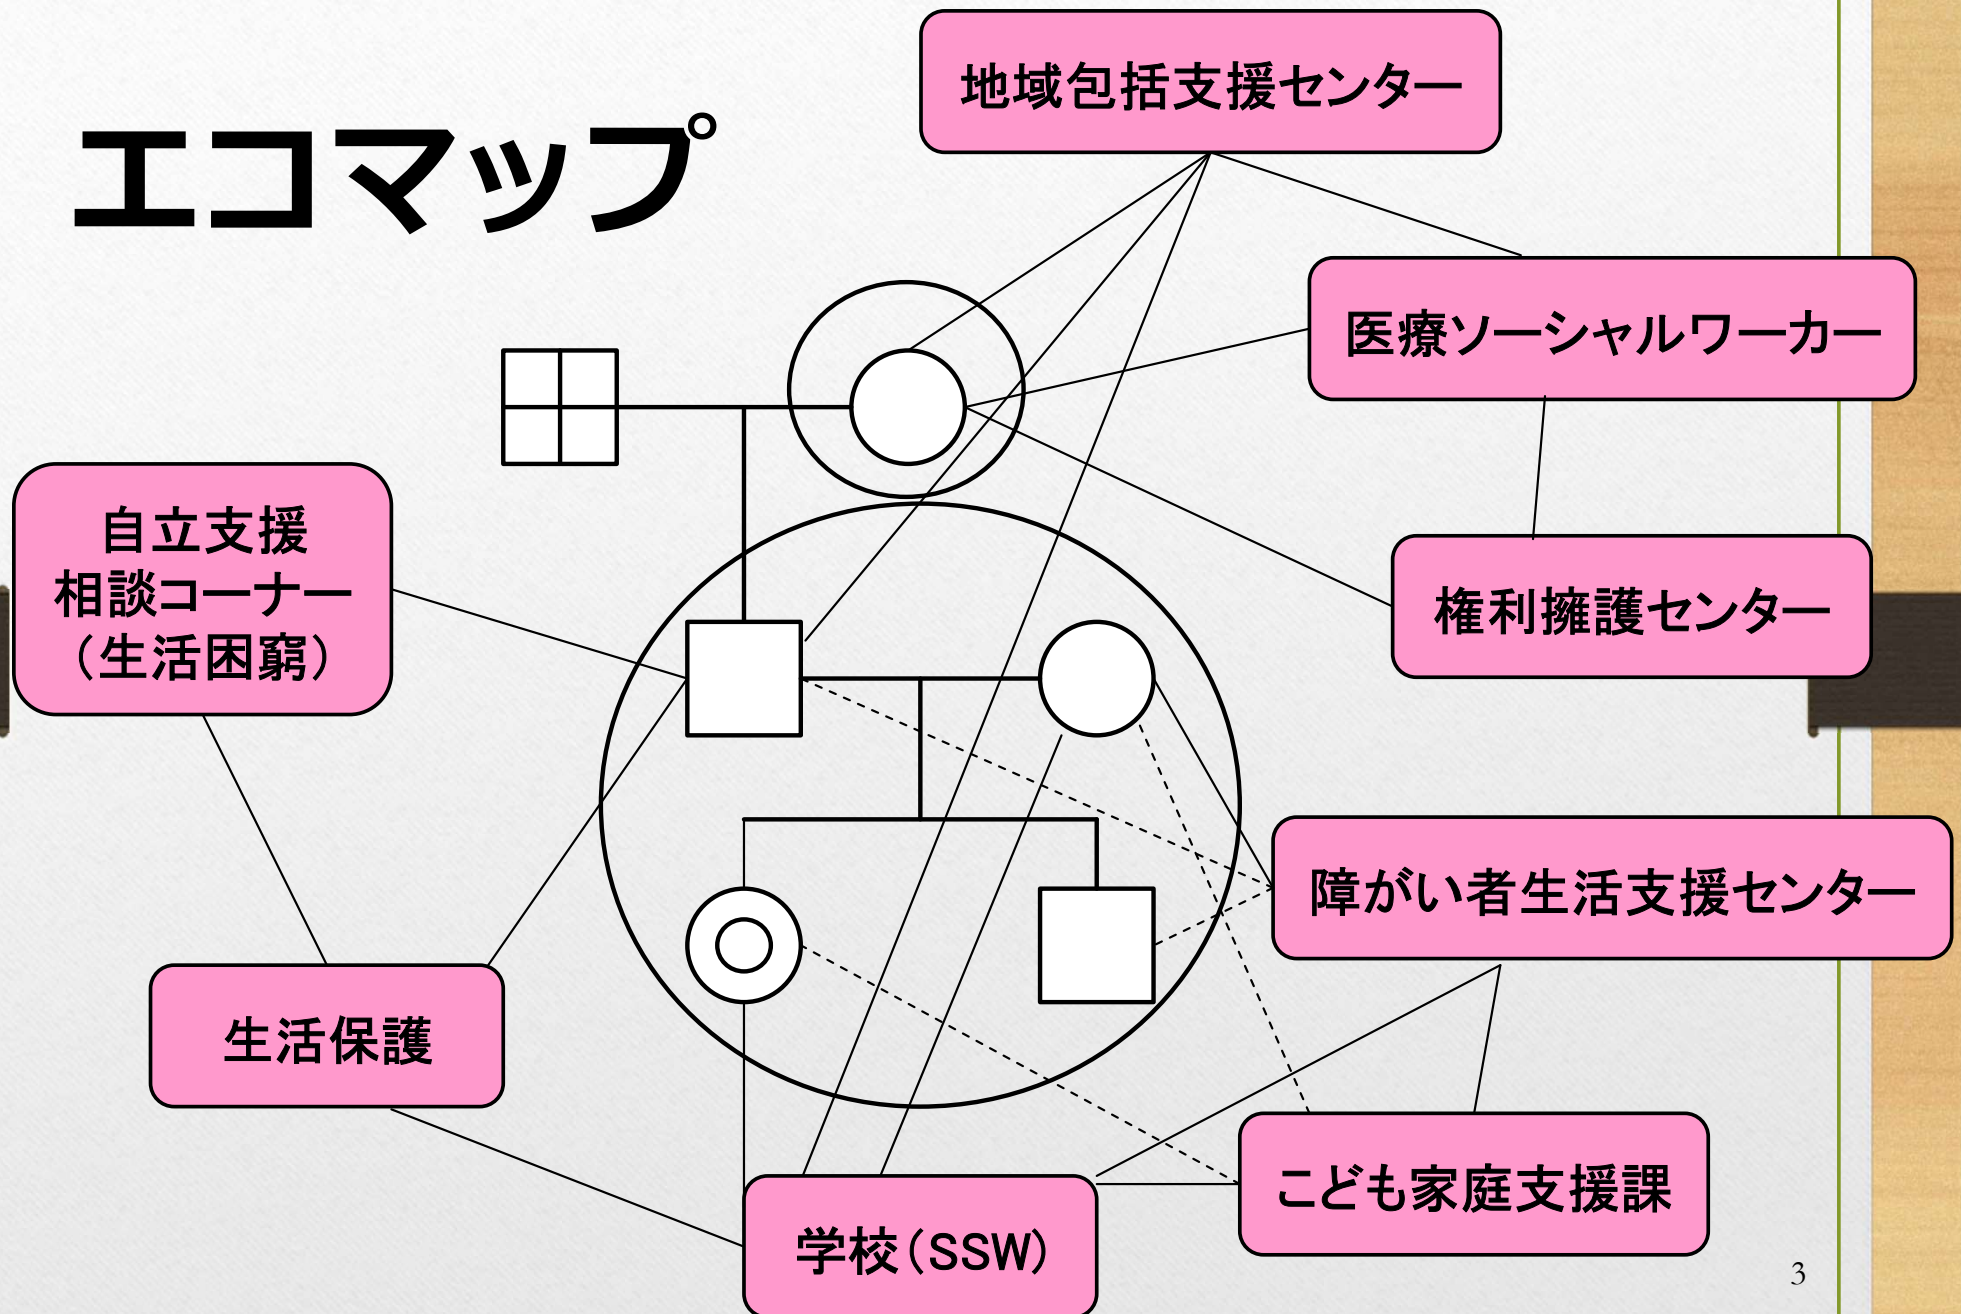 エコマップ
地域包括支援センター
医療ソーシャルワーカー
自立支援
相談コーナー
（生活困窮）
権利擁護センター
障がい者生活支援センター
生活保護
こども家庭支援課
学校（SSW）
3